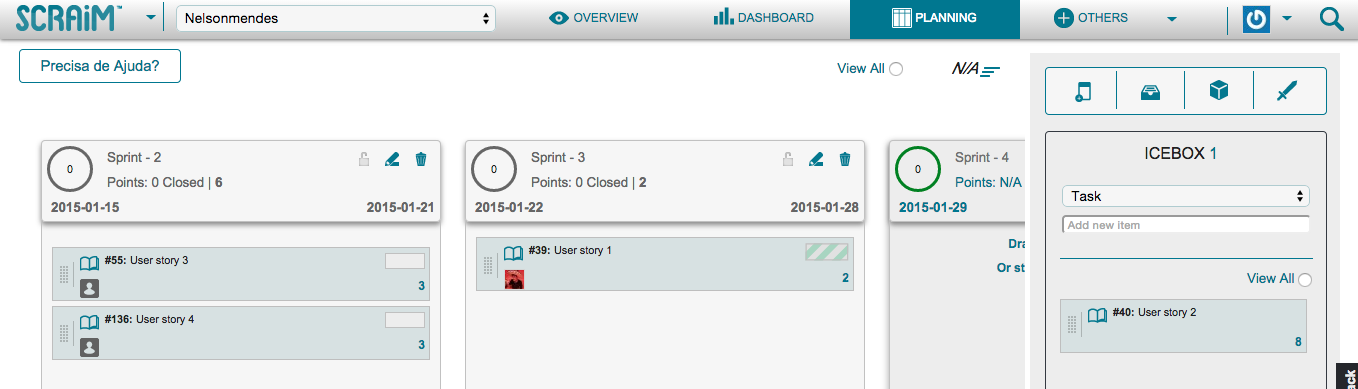 SCRAIM™
Nelsonmendes
OVERVIEW
DASHBOARD
PLANNING
OTHERS
Precisa de Ajuda?
View All
N/A
0
Sprint - 2
Points: 0 Closed | 6
2015-01-15
2015-01-21
#55: User story 3
3
#136: User story 4
3
0
Sprint - 3
Points: 0 Closed | 2
2015-01-22
2015-01-28
#39: User story 1
2
0
Sprint - 4
Points: N/A
2015-01-29
Dra
Or st
ICEBOX 1
Task
Add new item
View All
#40: User story 2
8
ack